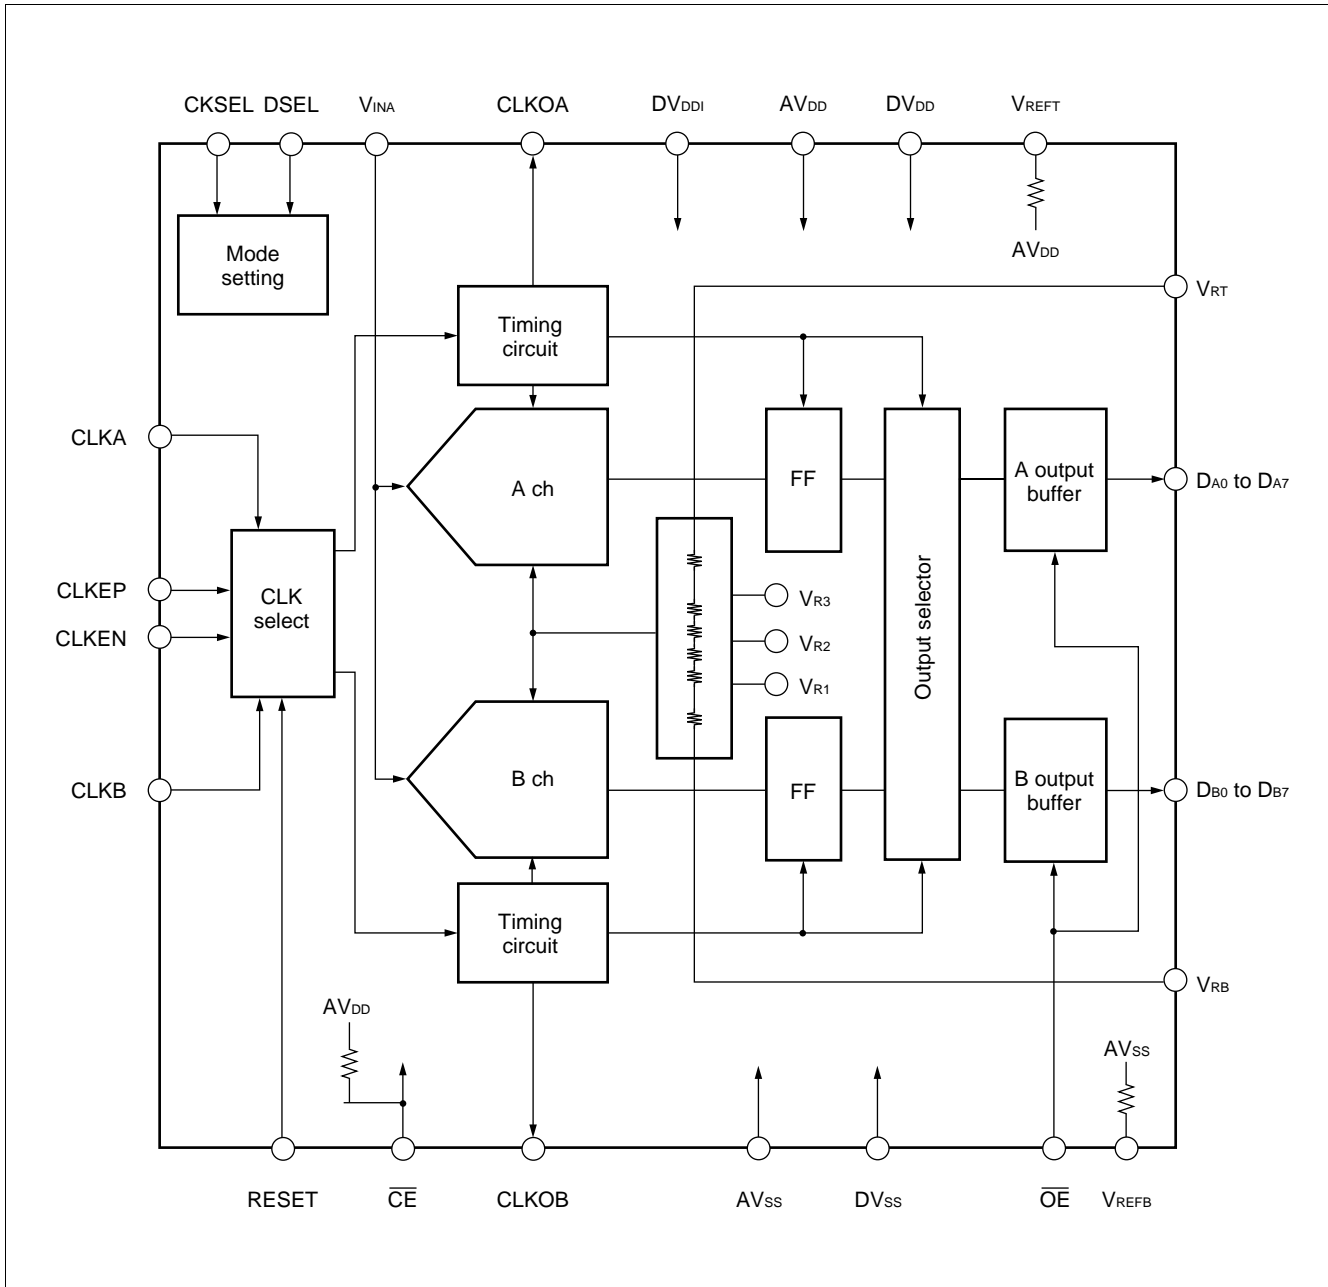 CKSEL DSEL VINA CLKOA DVDDI AVDD DVDD VREFT
Mode
setting
AVDD
VRT
Timing
circuit
CLKA
A ch
FF
A output
buffer
DA0 to DA7
CLKEP
CLKEN
CLK
select
VR3
VR2
VR1
Output selector
CLKB
B ch
FF
B output
buffer
DB0 to DB7
Timing
circuit
VRB
AVDD
AVSS
RESET CE CLKOB AVSS DVSS OE VREFB